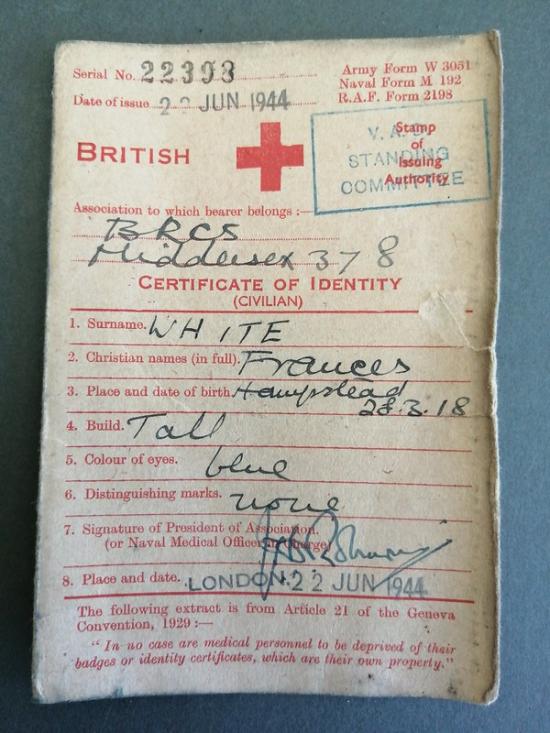 Serial No. 22393
Army Form W 3051
Naval Form M 192
R.A.F. Form 2198
Date of issue 22 JUN 1944
BRITISH
V. A. D.
STANDING
COMMITTEE
Stamp
of
Issuing
Authority
Association to which bearer belongs :—
BRCS
Middlesex 378
CERTIFICATE OF IDENTITY
(CIVILIAN)
1. Surname. WHITE
2. Christian names (in full). Frances
3. Place and date of birth. Hampstead
28.3.18
4. Build. Tall
5. Colour of eyes. blue
6. Distinguishing marks. none
7. Signature of President of Association.
(or Naval Medical Officer in Charge)
8. Place and date. LONDON. 22 JUN 1944
The following extract is from Article 21 of the Geneva
Convention, 1929 :—
"In no case are medical personnel to be deprived of their
badges or identity certificates, which are their own property."